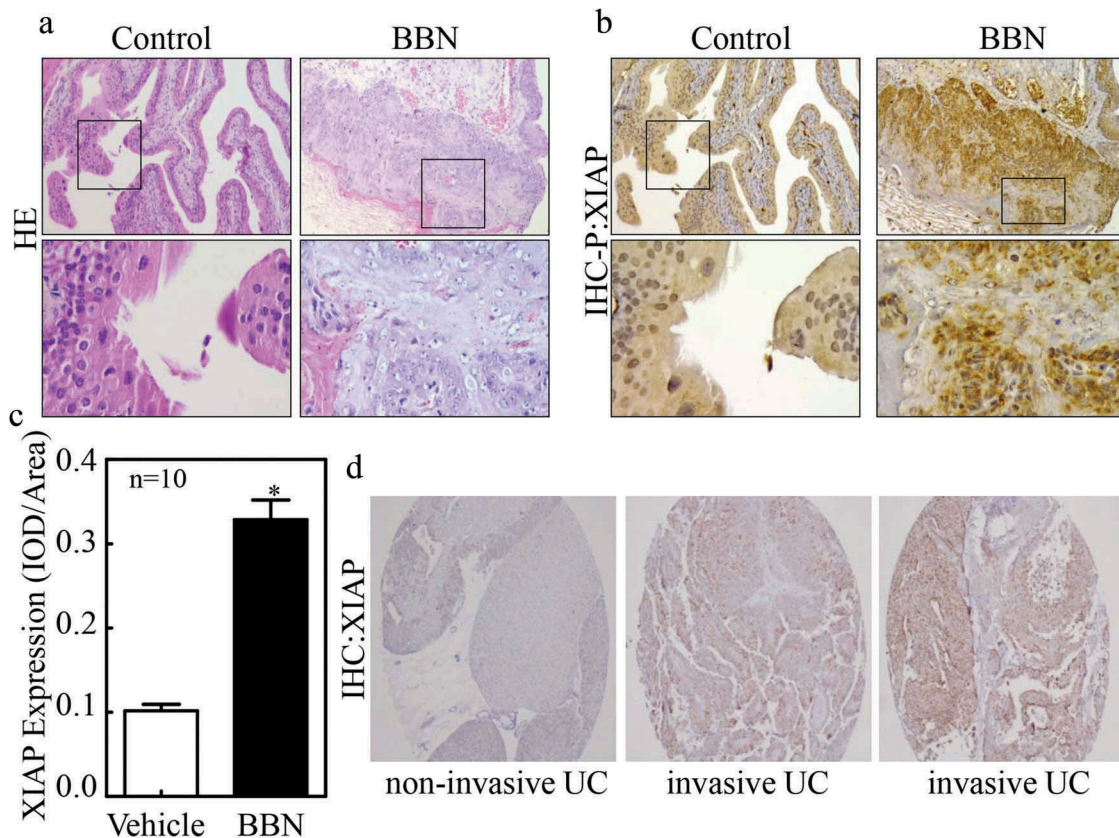 a
Control
BBN
HE
b
Control
BBN
IHC-P:XIAP
c
XIAP Expression (IOD/Area)
0.4
0.3
0.2
0.1
0.0
n=10
*
Vehicle
BBN
d
IHC:XIAP
non-invasive UC
invasive UC
invasive UC